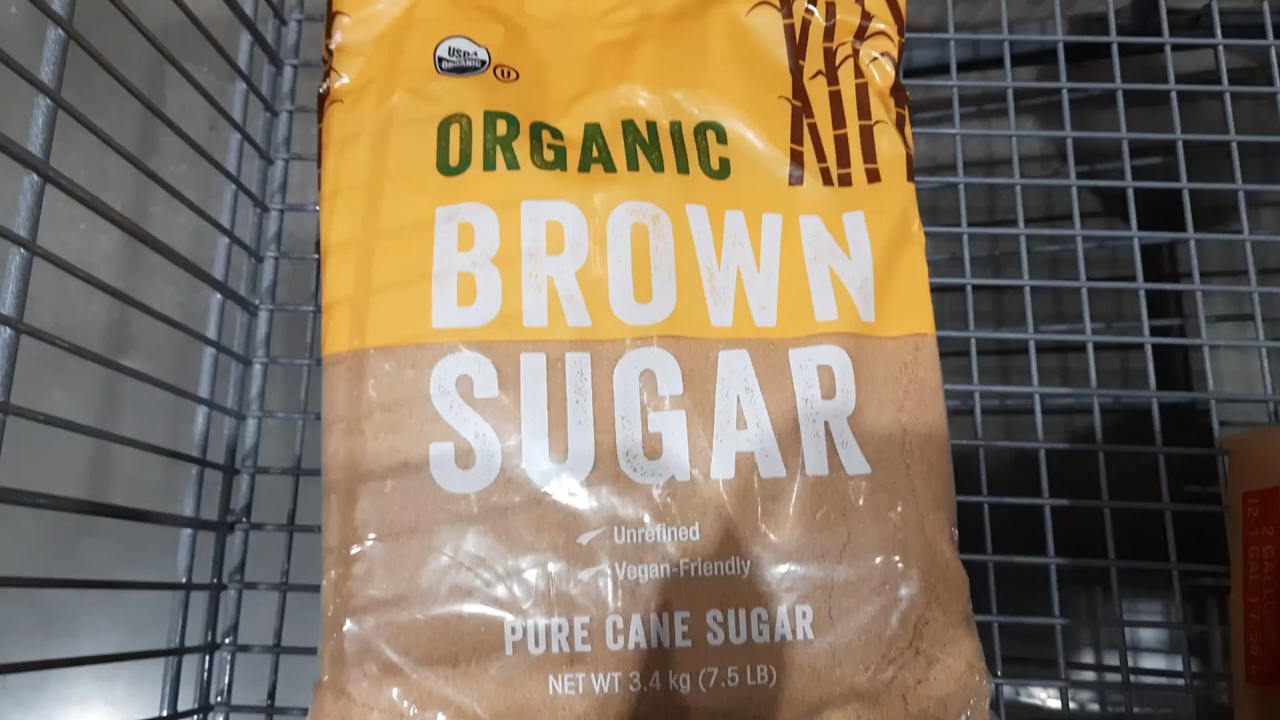 USDA
ORGANIC
U
ORGANIC
BROWN
SUGAR
Unrefined
Vegan-Friendly
PURE CANE SUGAR
NET WT 3.4 kg (7.5 LB)